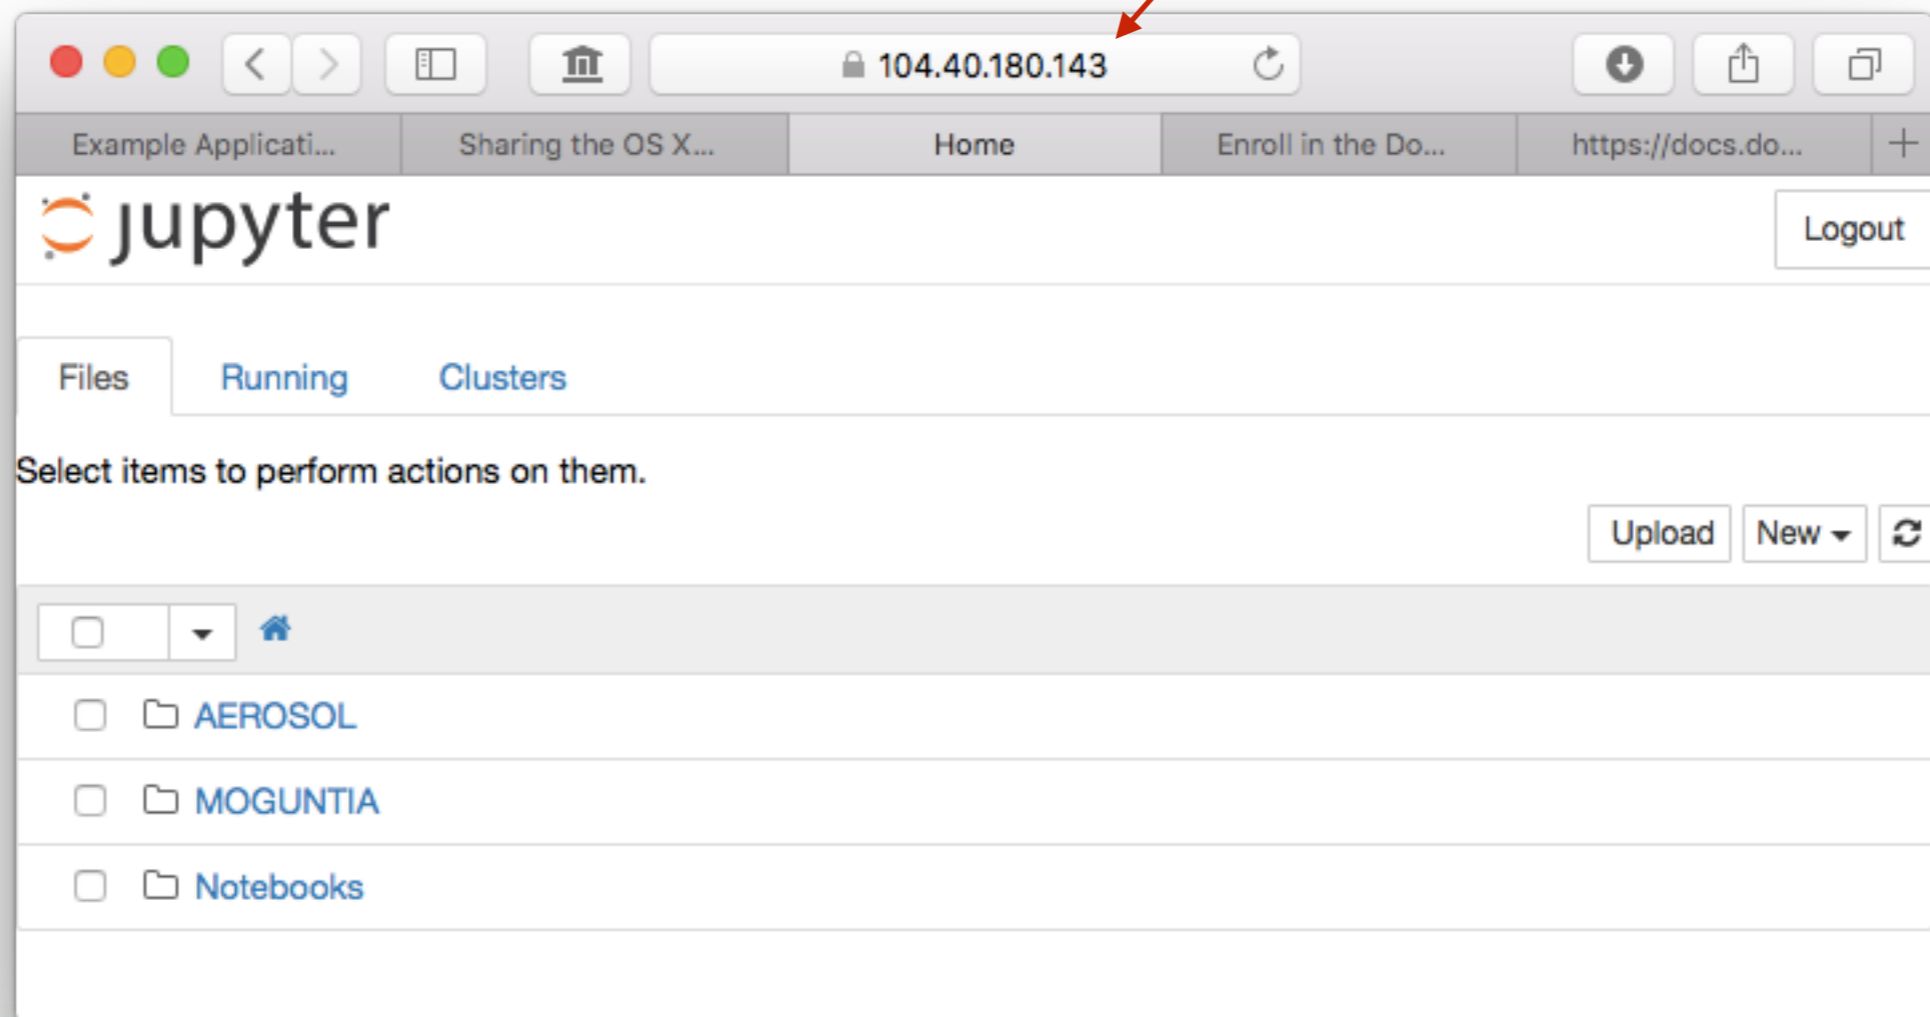 104.40.180.143
Example Applicati... Sharing the OS X... Home Enroll in the Do... https://docs.do...
jupyter Logout
Files Running Clusters
Select items to perform actions on them.
Upload New
AEROSOL
MOGUNTIA
Notebooks